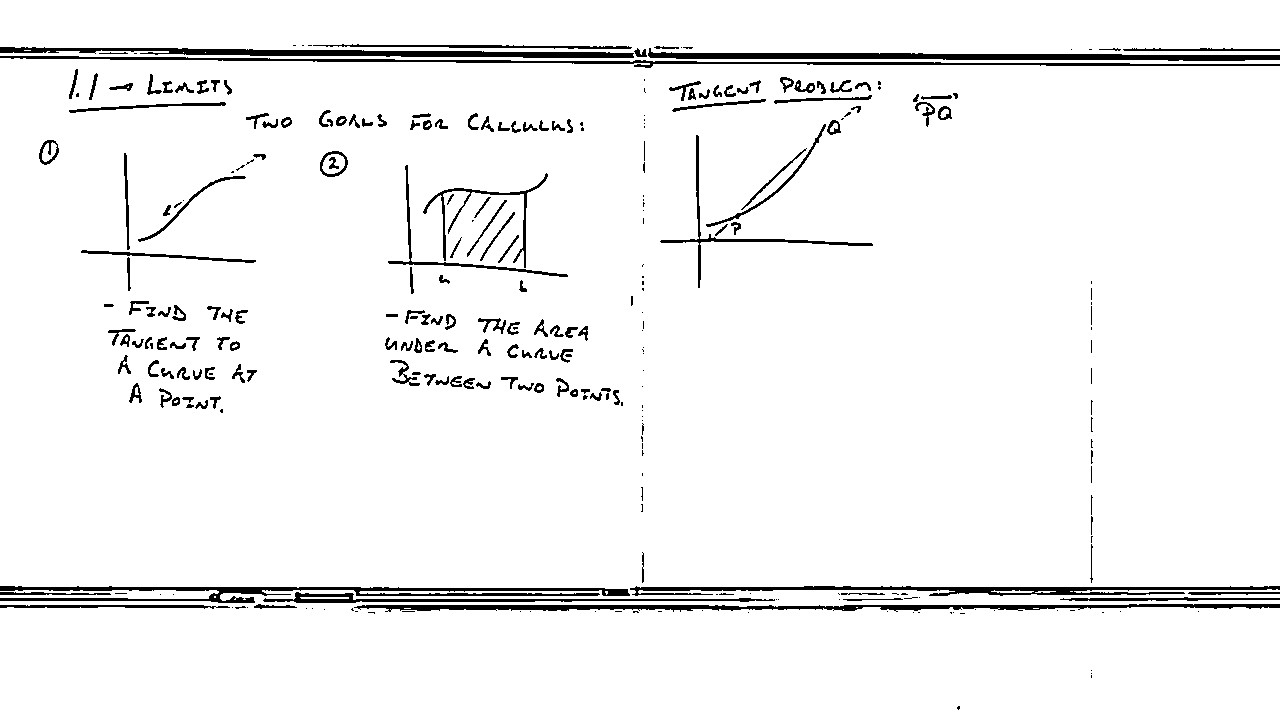 1.1 → LIMITS
TWO GOALS FOR CALCULUS:
①
②
a b
- FIND THE
TANGENT TO
A CURVE AT
A POINT.
- FIND THE AREA
UNDER A CURVE
BETWEEN TWO POINTS.
TANGENT PROBLEM:
PQ
Q
P